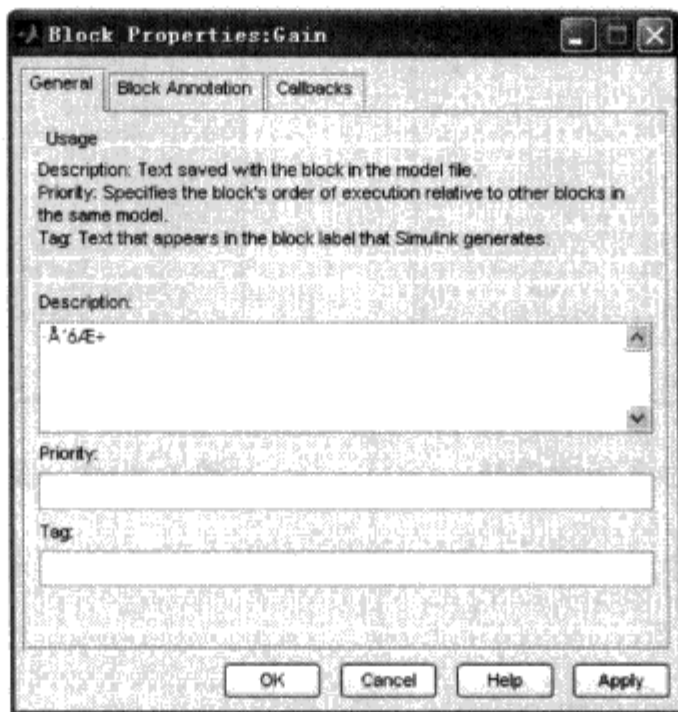 Block Properties:Gain
General
Block Annotation
Callbacks
Usage
Description: Text saved with the block in the model file.
Priority: Specifies the block's order of execution relative to other blocks in
the same model.
Tag: Text that appears in the block label that Simulink generates.
Description:
Å´óÆ÷
Priority:
Tag:
OK
Cancel
Help
Apply